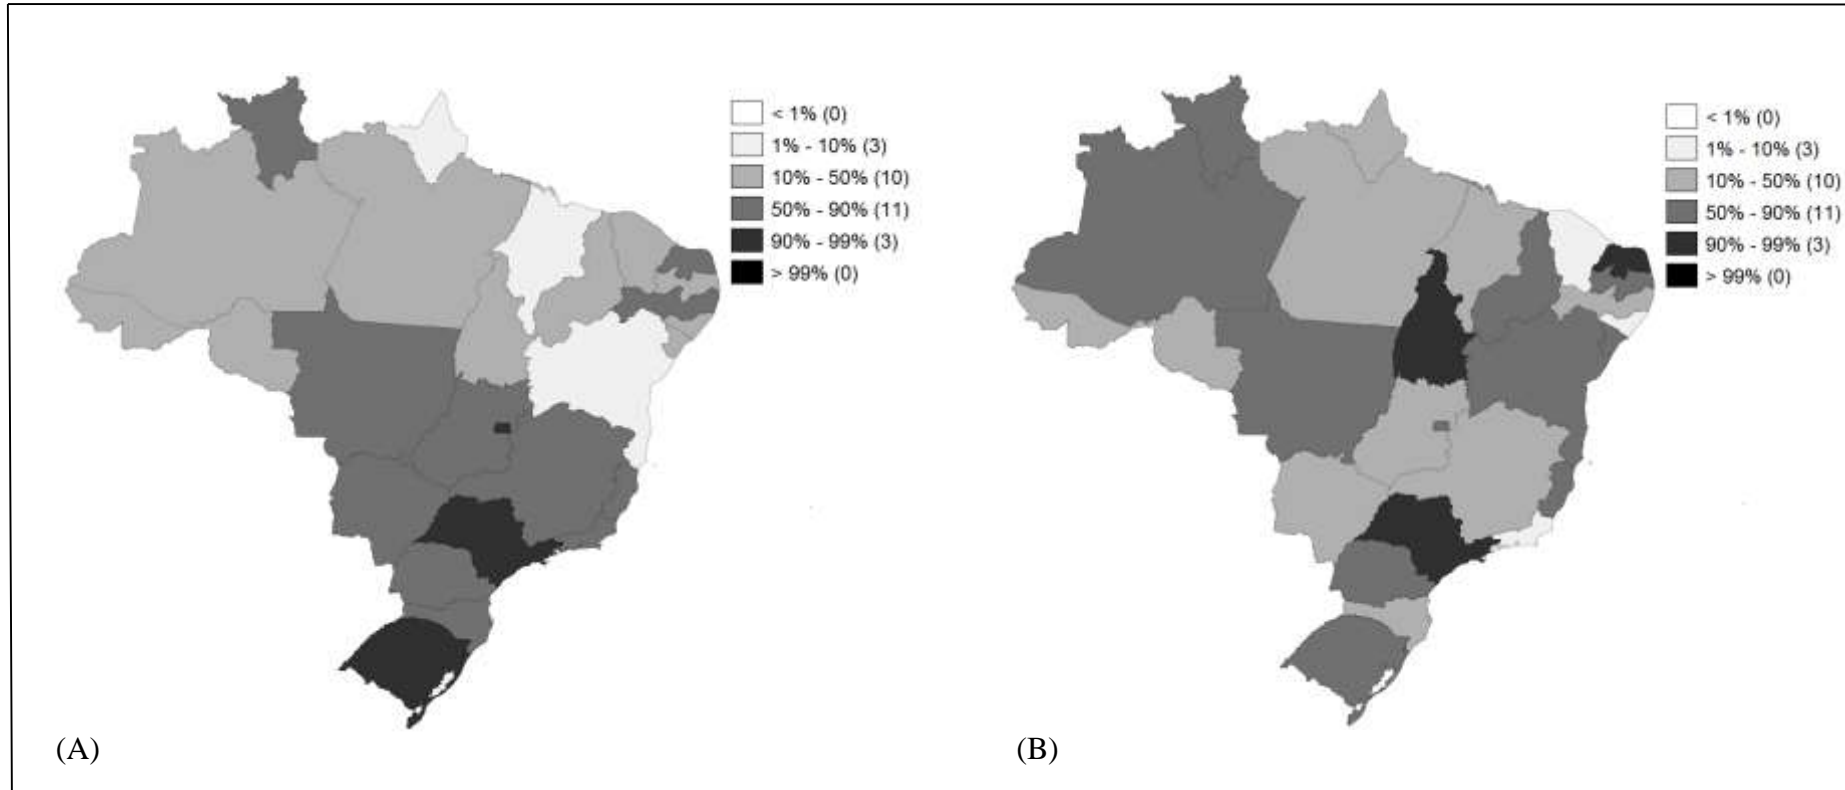 < 1% (0)
1% - 10% (3)
10% - 50% (10)
50% - 90% (11)
90% - 99% (3)
> 99% (0)
(A)
< 1% (0)
1% - 10% (3)
10% - 50% (10)
50% - 90% (11)
90% - 99% (3)
> 99% (0)
(B)